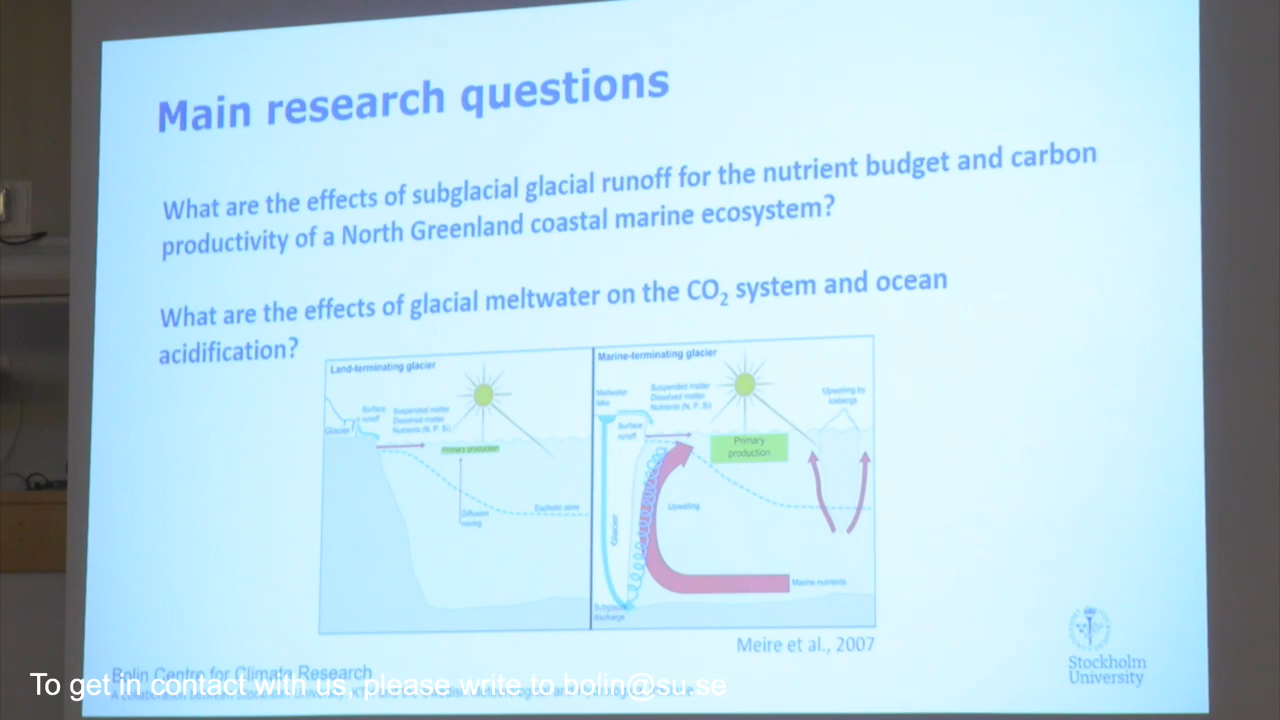 Main research questions
What are the effects of subglacial glacial runoff for the nutrient budget and carbon
productivity of a North Greenland coastal marine ecosystem?
What are the effects of glacial meltwater on the CO₂ system and ocean
acidification?
Land-terminating glacier
Surface
runoff
Glacier
Suspended matter
Dissolved matter
Nutrients (N, P, Si)
Primary production
Diffusion
mixing
Euphotic zone
Marine-terminating glacier
Meltwater
lake
Suspended matter
Dissolved matter
Nutrients (N, P, Si)
Surface
runoff
Primary
production
Upwelling by
icebergs
Glacier
Upwelling
Marine nutrients
Subglacial
discharge
Meire et al., 2007
Bolin Centre for Climate Research
To get in contact with us, please write to bolin@su.se
Stockholm
University